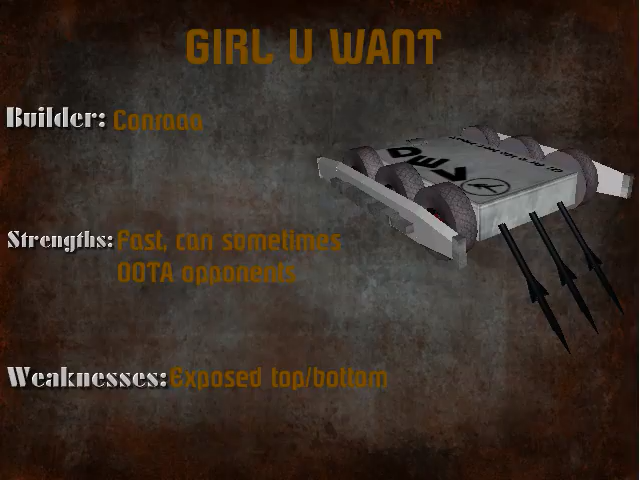 GIRL U WANT
Builder: Conraaa
Strengths: Fast, can sometimes
OOTA opponents
Weaknesses: Exposed top/bottom